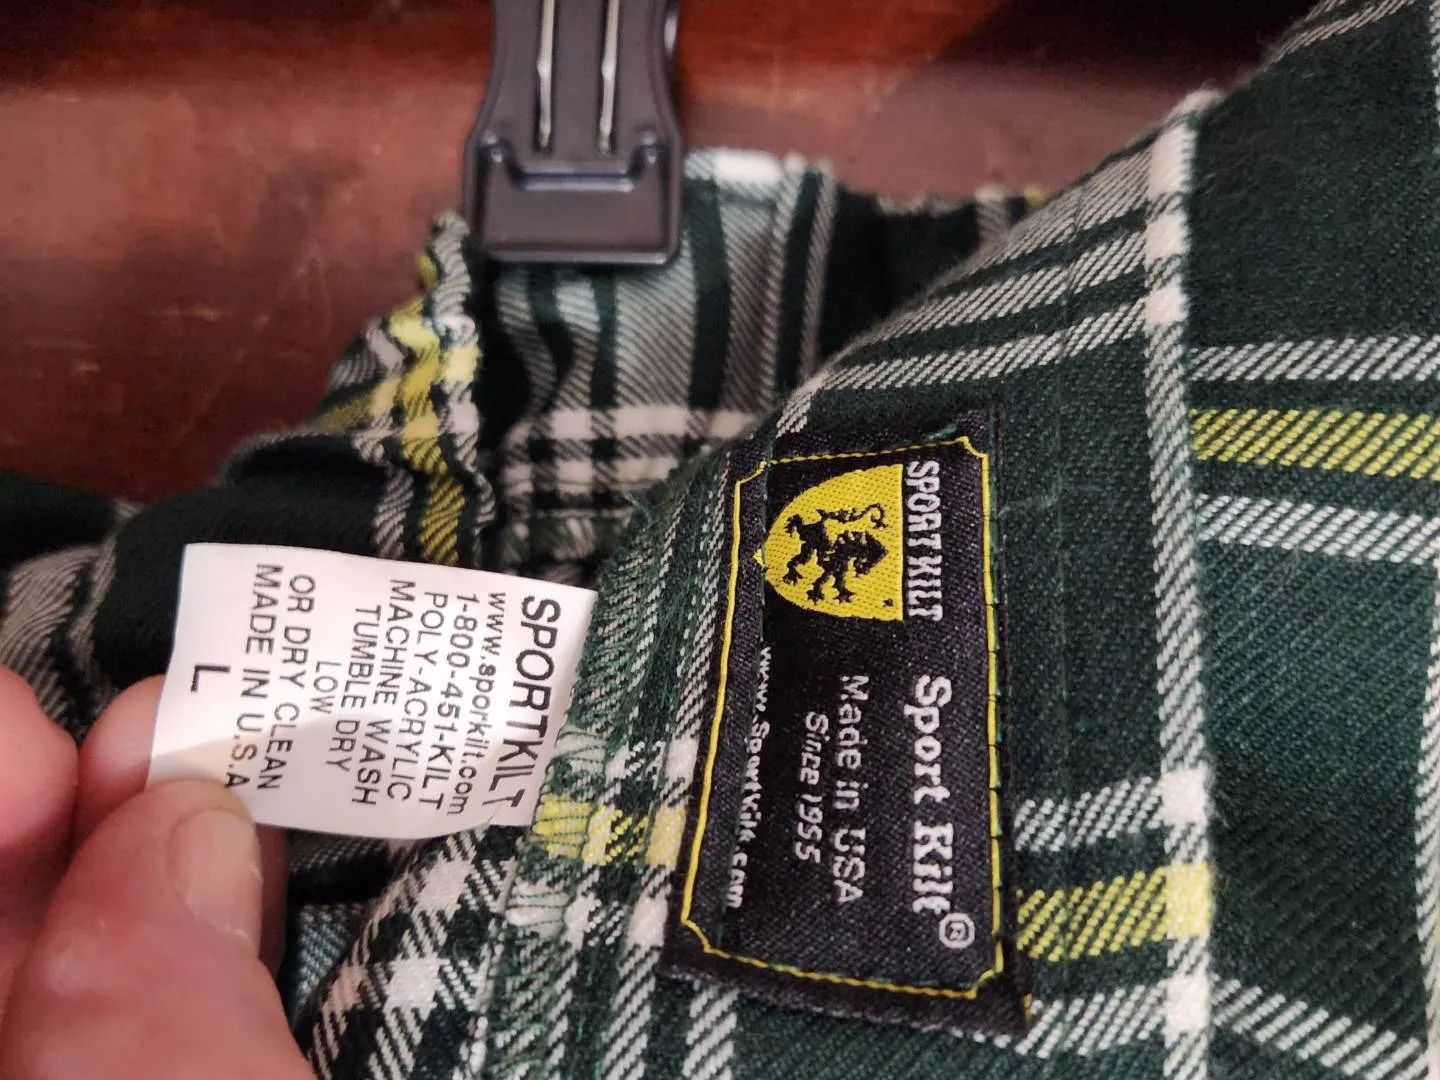 SPORTKILT
www.sporkilt.com
1-800-451-KILT
POLY-ACRYLIC
MACHINE WASH
TUMBLE DRY
LOW
OR DRY CLEAN
MADE IN U.S.A
L
SPORT KILT
Sport Kilt®
Made in USA
Since 1955
www.Sportkilt.com